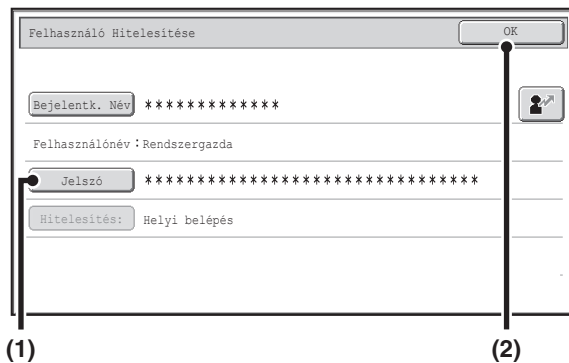 Felhasználó Hitelesítése OK
Bejelentk. Név *************
Felhasználónév :Rendszergazda
Jelszó ********************************
Hitelesítés: Helyi belépés
(1) (2)